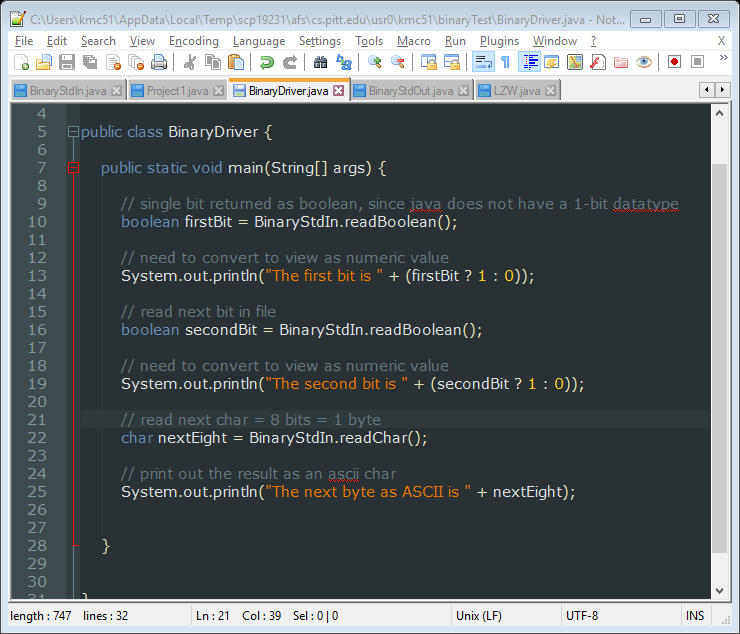 C:\Users\kmc51\AppData\Local\Temp\scp19231\afs\cs.pitt.edu\usr0\kmc51\binaryTest\BinaryDriver.java - Not...
File Edit Search View Encoding Language Settings Tools Macro Run Plugins Window ? X
BinaryStdIn.java Project1.java BinaryDriver.java BinaryStdOut.java LZW.java
4
5 public class BinaryDriver {
6
7 public static void main(String[] args) {
8
9 // single bit returned as boolean, since java does not have a 1-bit datatype
10 boolean firstBit = BinaryStdIn.readBoolean();
11
12 // need to convert to view as numeric value
13 System.out.println("The first bit is " + (firstBit ? 1 : 0));
14
15 // read next bit in file
16 boolean secondBit = BinaryStdIn.readBoolean();
17
18 // need to convert to view as numeric value
19 System.out.println("The second bit is " + (secondBit ? 1 : 0));
20
21 // read next char = 8 bits = 1 byte
22 char nextEight = BinaryStdIn.readChar();
23
24 // print out the result as an ascii char
25 System.out.println("The next byte as ASCII is " + nextEight);
26
27
28 }
29
30
31 }
length : 747 lines : 32 Ln : 21 Col : 39 Sel : 0 | 0 Unix (LF) UTF-8 INS